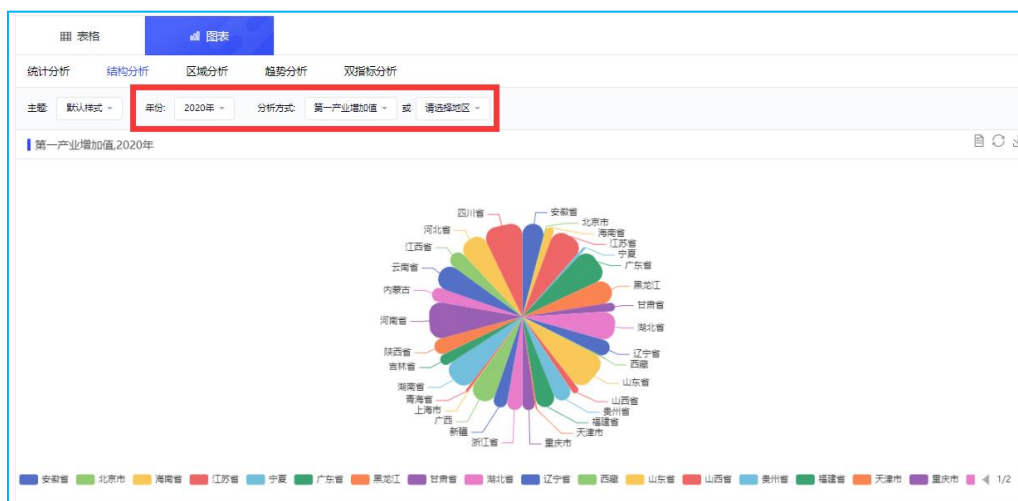 表格 图表
统计分析 结构分析 区域分析 趋势分析 双指标分析
主题: 默认样式 年份: 2020年 分析方式: 第一产业增加值 或 请选择地区
第一产业增加值,2020年
四川省 安徽省
北京市
河北省 海南省
江苏省
江西省 宁夏
云南省 广东省
内蒙古 黑龙江
甘肃省
河南省 湖北省
陕西省 辽宁省
吉林省 西藏
湖南省 山东省
青海省 山西省
上海市 贵州省
广西 福建省
新疆 天津市
浙江省 重庆市
安徽省 北京市 海南省 江苏省 宁夏 广东省 黑龙江 甘肃省 湖北省 辽宁省 西藏 山东省 山西省 贵州省 福建省 天津市 重庆市 1/2